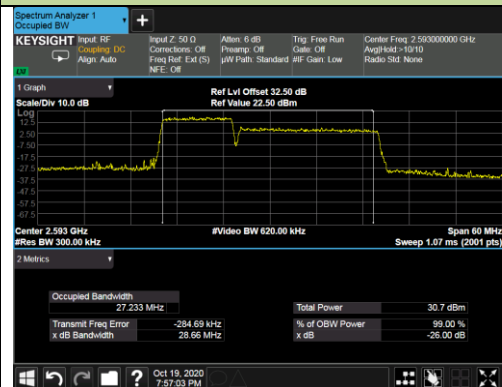 Spectrum Analyzer 1
Occupied BW
KEYSIGHT
Input: RF
Coupling: DC
Align: Auto
Input Z: 50 Ω
Corrections: Off
Freq Ref: Ext (S)
NFE: Off
Atten: 6 dB
Preamp: Off
µW Path: Standard
Trig: Free Run
Gate: Off
#IF Gain: Low
Center Freq: 2.593000000 GHz
Avg|Hold:>10/10
Radio Std: None
1 Graph
Scale/Div 10.0 dB
Ref Lvl Offset 32.50 dB
Ref Value 22.50 dBm
Log
12.5
2.50
-7.50
-17.5
-27.5
-37.5
-47.5
-57.5
-67.5
Center 2.593 GHz
#Video BW 620.00 kHz
Span 60 MHz
#Res BW 300.00 kHz
Sweep 1.07 ms (2001 pts)
2 Metrics
Occupied Bandwidth
27.233 MHz
Total Power 30.7 dBm
Transmit Freq Error -284.69 kHz
% of OBW Power 99.00 %
x dB Bandwidth 28.66 MHz
x dB -26.00 dB
?
Oct 19, 2020
7:57:03 PM